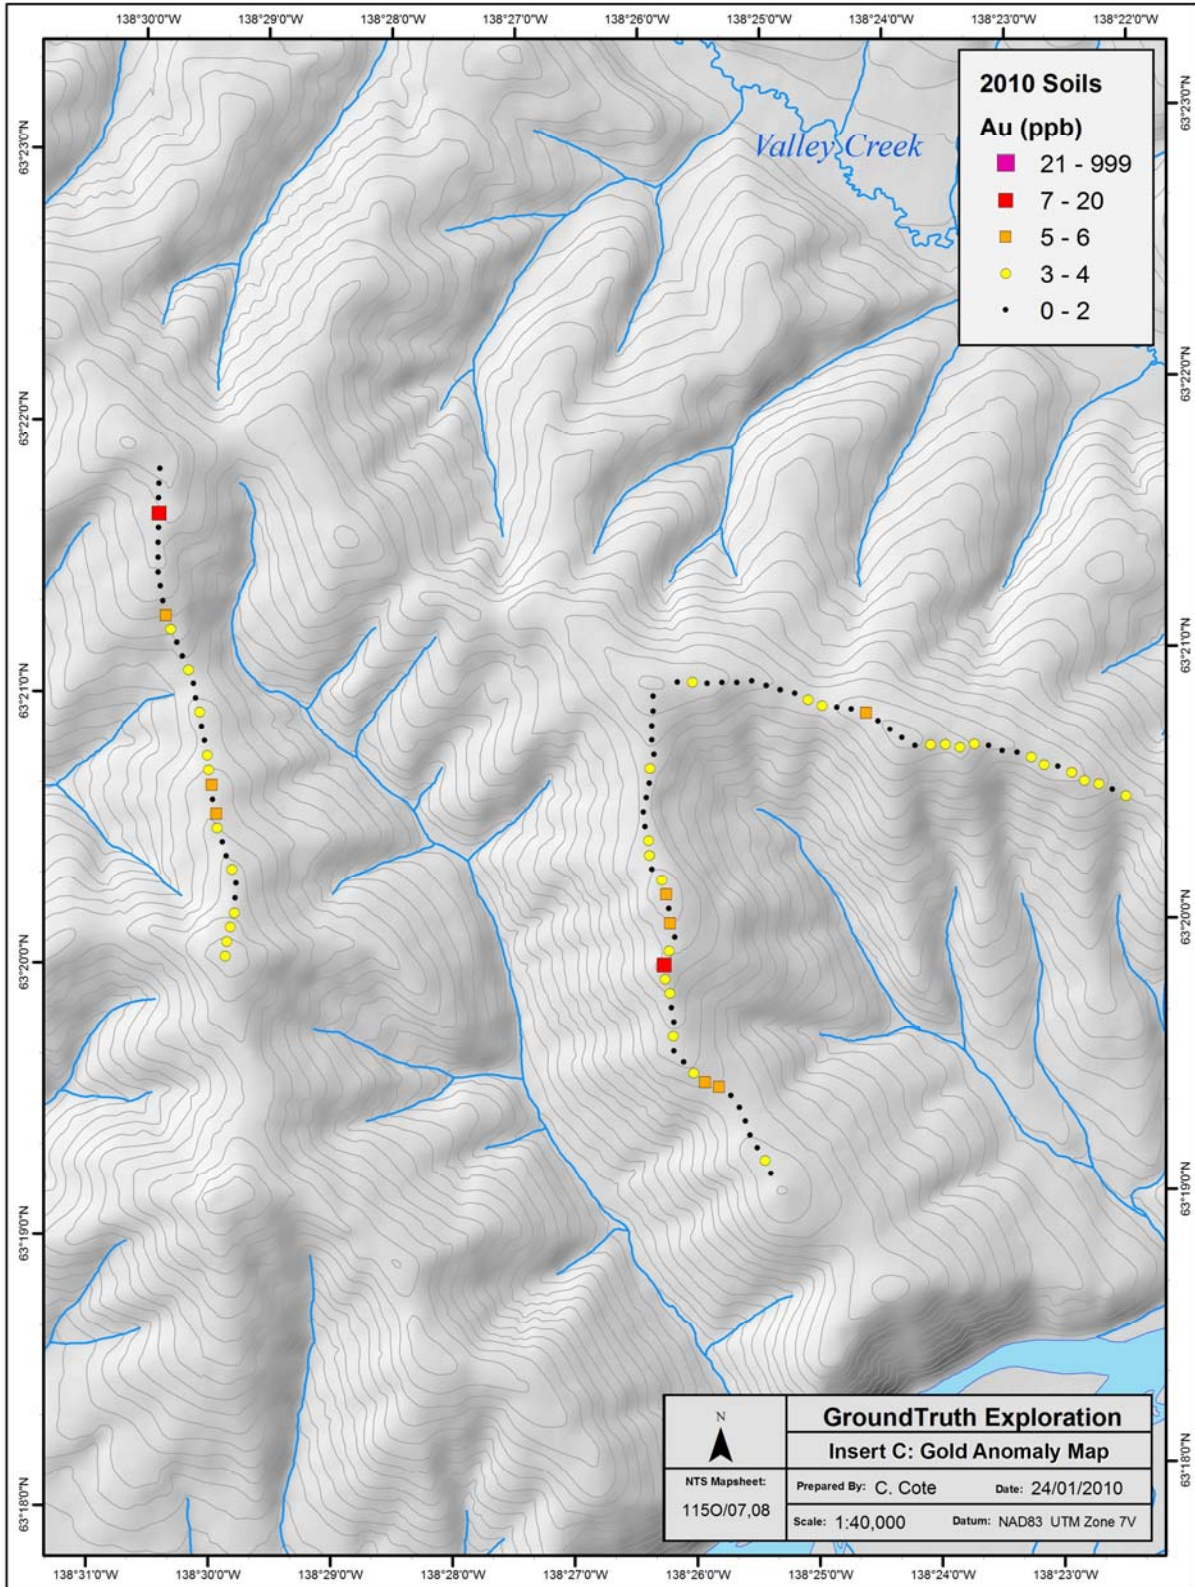 138°30'0"W 138°29'0"W 138°28'0"W 138°27'0"W 138°26'0"W 138°25'0"W 138°24'0"W 138°23'0"W 138°22'0"W
2010 Soils
Au (ppb)
21 - 999
7 - 20
5 - 6
3 - 4
0 - 2
Valley Creek
63°23'0"N
63°22'0"N
63°21'0"N
63°20'0"N
63°19'0"N
63°18'0"N
63°23'0"N
63°22'0"N
63°21'0"N
63°20'0"N
63°19'0"N
63°18'0"N
N
NTS Mapsheet:
115O/07,08
GroundTruth Exploration
Insert C: Gold Anomaly Map
Prepared By: C. Cote Date: 24/01/2010
Scale: 1:40,000 Datum: NAD83 UTM Zone 7V
138°31'0"W 138°30'0"W 138°29'0"W 138°28'0"W 138°27'0"W 138°26'0"W 138°25'0"W 138°24'0"W 138°23'0"W